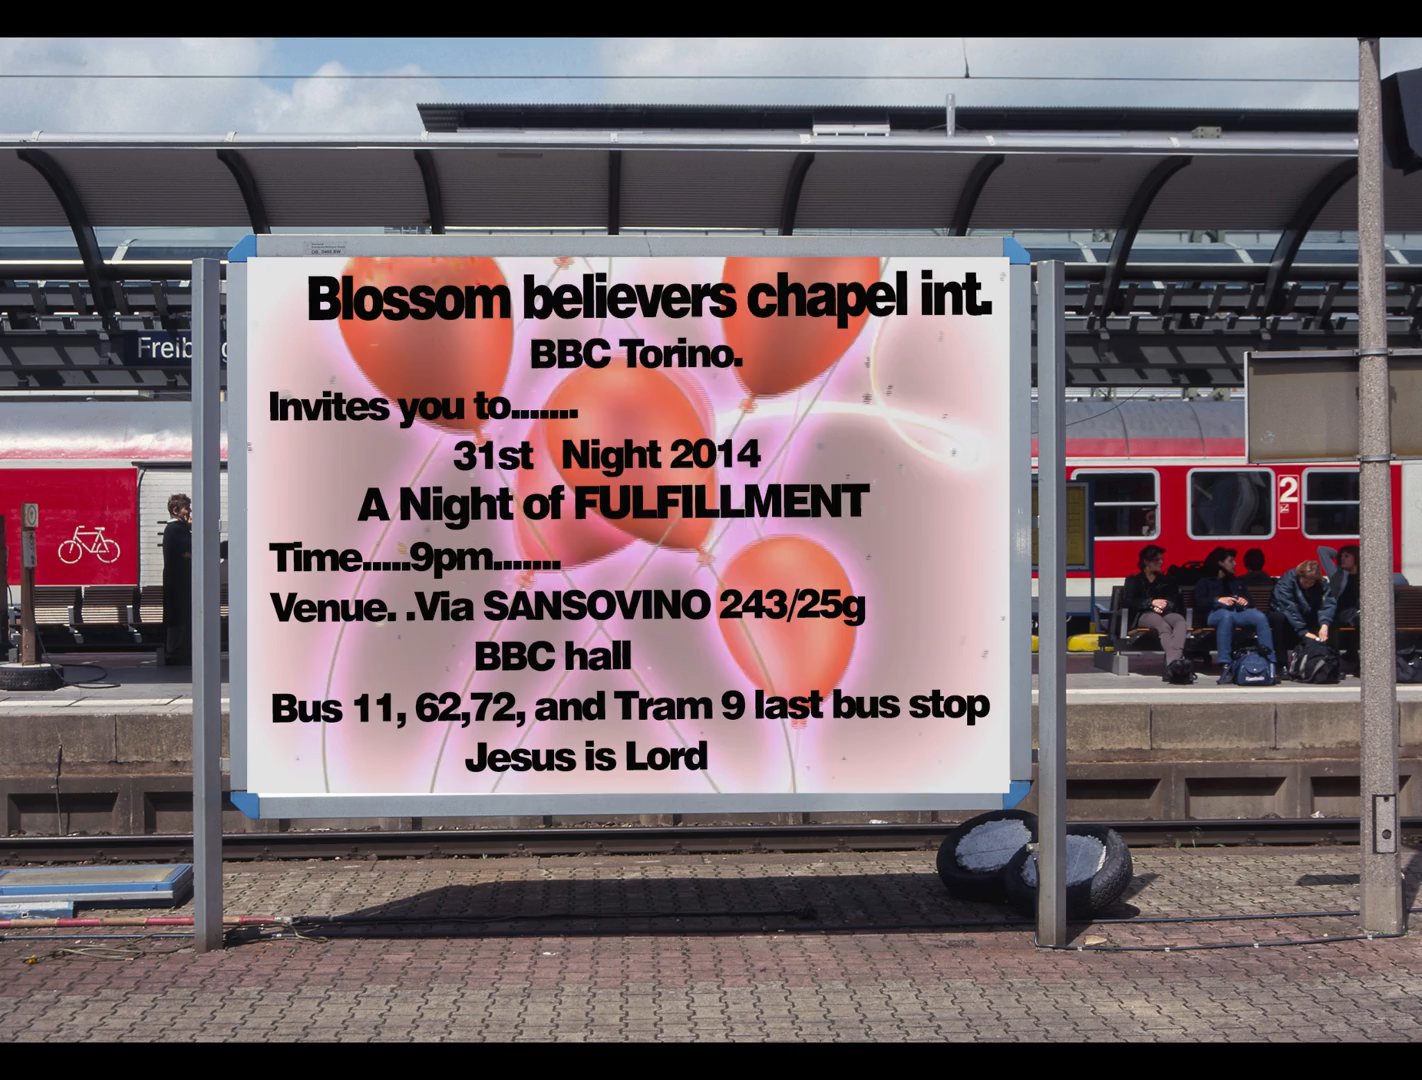 Blossom believers chapel int.
BBC Torino.
Invites you to.......
31st Night 2014
A Night of FULFILLMENT
Time.....9pm.......
Venue. .Via SANSOVINO 243/25g
BBC hall
Bus 11, 62,72, and Tram 9 last bus stop
Jesus is Lord
2